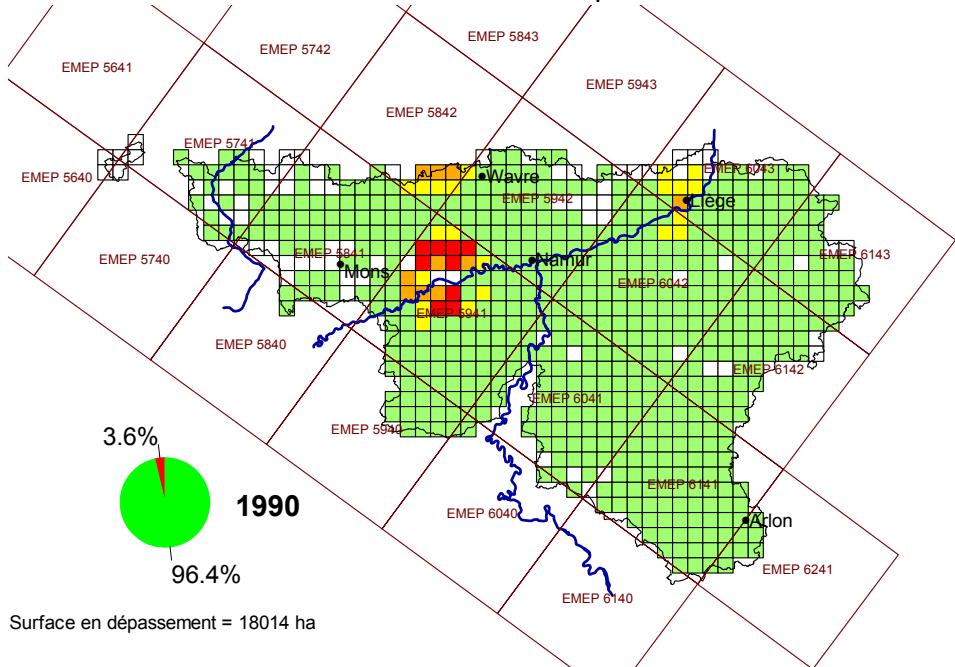 EMEP 5843
EMEP 5742
EMEP 5641
EMEP 5943
EMEP 5842
EMEP 5741
EMEP 6043
EMEP 5640
Wavre
EMEP 5942
Liège
EMEP 5841
EMEP 6143
EMEP 5740
Mons
Namur
EMEP 6042
EMEP 5941
EMEP 5840
EMEP 6142
EMEP 6041
EMEP 5940
3.6%
EMEP 6141
1990
EMEP 6040
Arlon
96.4%
EMEP 6241
EMEP 6140
Surface en dépassement = 18014 ha